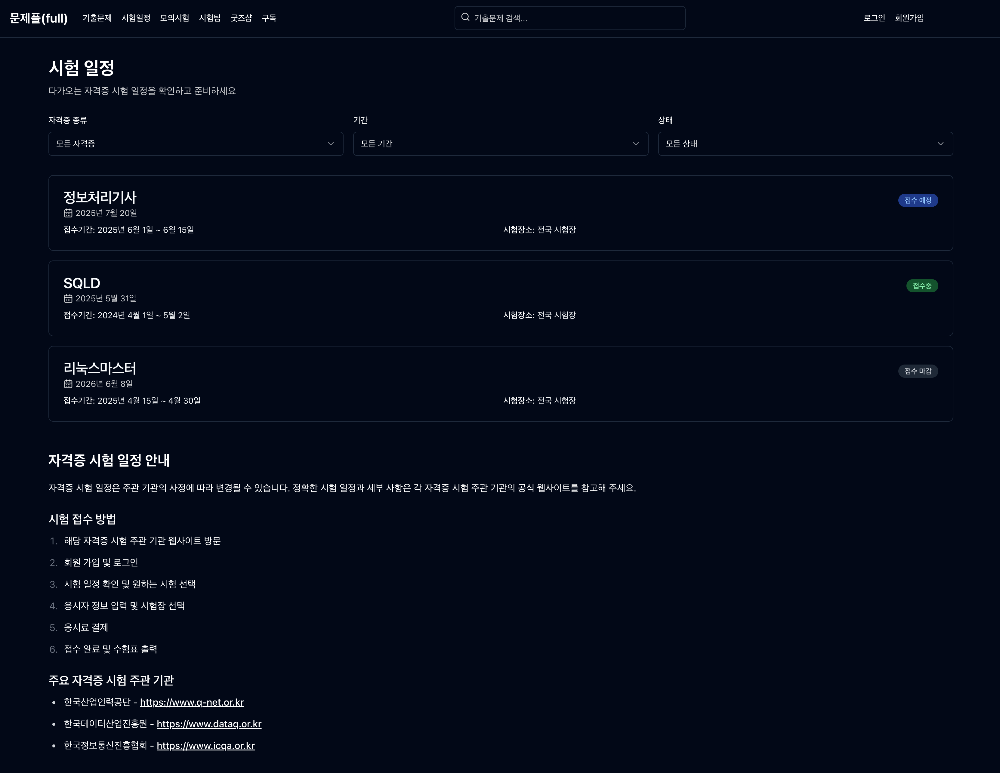 문제풀(full) 기출문제 시험일정 모의시험 시험팁 굿즈샵 구독 기출문제 검색... 로그인 회원가입
시험 일정
다가오는 자격증 시험 일정을 확인하고 준비하세요
자격증 종류 기간 상태
모든 자격증 모든 기간 모든 상태
정보처리기사 접수 예정
2025년 7월 20일
접수기간: 2025년 6월 1일 ~ 6월 15일 시험장소: 전국 시험장
SQLD 접수중
2025년 5월 31일
접수기간: 2024년 4월 1일 ~ 5월 2일 시험장소: 전국 시험장
리눅스마스터 접수 마감
2026년 6월 8일
접수기간: 2025년 4월 15일 ~ 4월 30일 시험장소: 전국 시험장
자격증 시험 일정 안내
자격증 시험 일정은 주관 기관의 사정에 따라 변경될 수 있습니다. 정확한 시험 일정과 세부 사항은 각 자격증 시험 주관 기관의 공식 웹사이트를 참고해 주세요.
시험 접수 방법
1. 해당 자격증 시험 주관 기관 웹사이트 방문
2. 회원 가입 및 로그인
3. 시험 일정 확인 및 원하는 시험 선택
4. 응시자 정보 입력 및 시험장 선택
5. 응시료 결제
6. 접수 완료 및 수험표 출력
주요 자격증 시험 주관 기관
• 한국산업인력공단 - https://www.q-net.or.kr
• 한국데이터산업진흥원 - https://www.dataq.or.kr
• 한국정보통신진흥협회 - https://www.icqa.or.kr